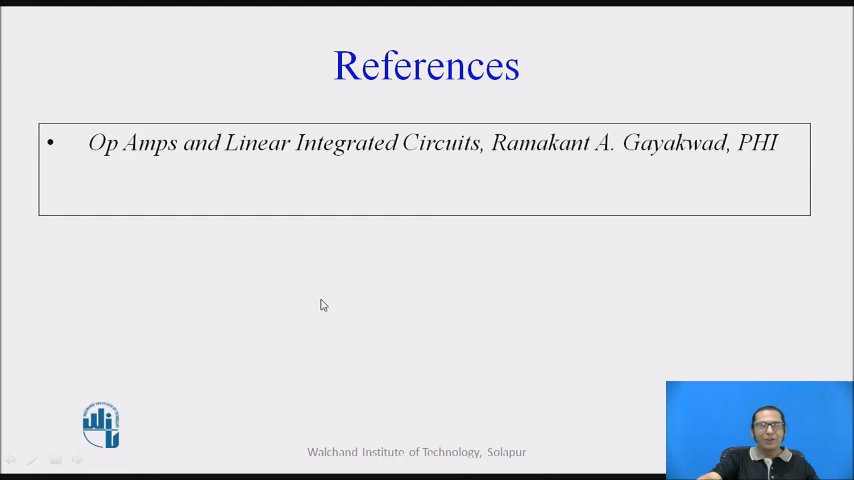 References
• Op Amps and Linear Integrated Circuits, Ramakant A. Gayakwad, PHI
Walchand Institute of Technology, Solapur